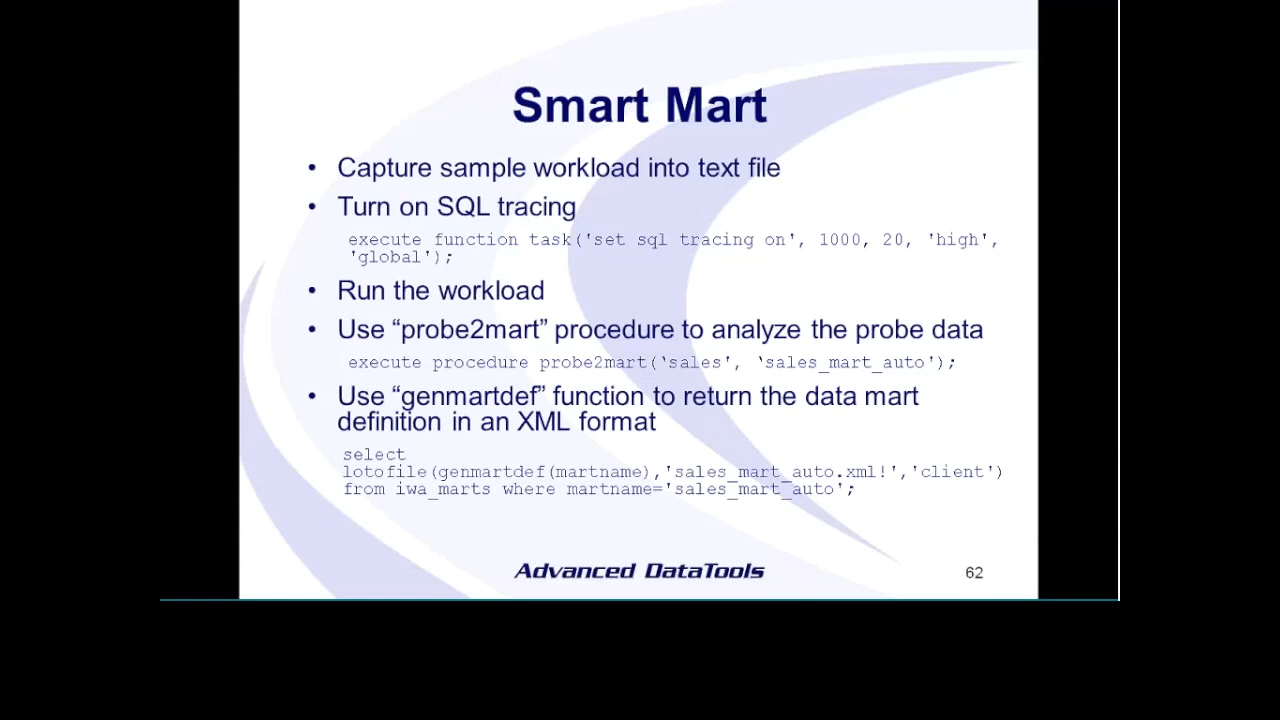 Smart Mart
• Capture sample workload into text file
• Turn on SQL tracing
execute function task('set sql tracing on', 1000, 20, 'high',
'global');
• Run the workload
• Use “probe2mart” procedure to analyze the probe data
execute procedure probe2mart(‘sales', ‘sales_mart_auto');
• Use “genmartdef” function to return the data mart
definition in an XML format
select
lotofile(genmartdef(martname),'sales_mart_auto.xml!','client')
from iwa_marts where martname='sales_mart_auto';
Advanced DataTools
62